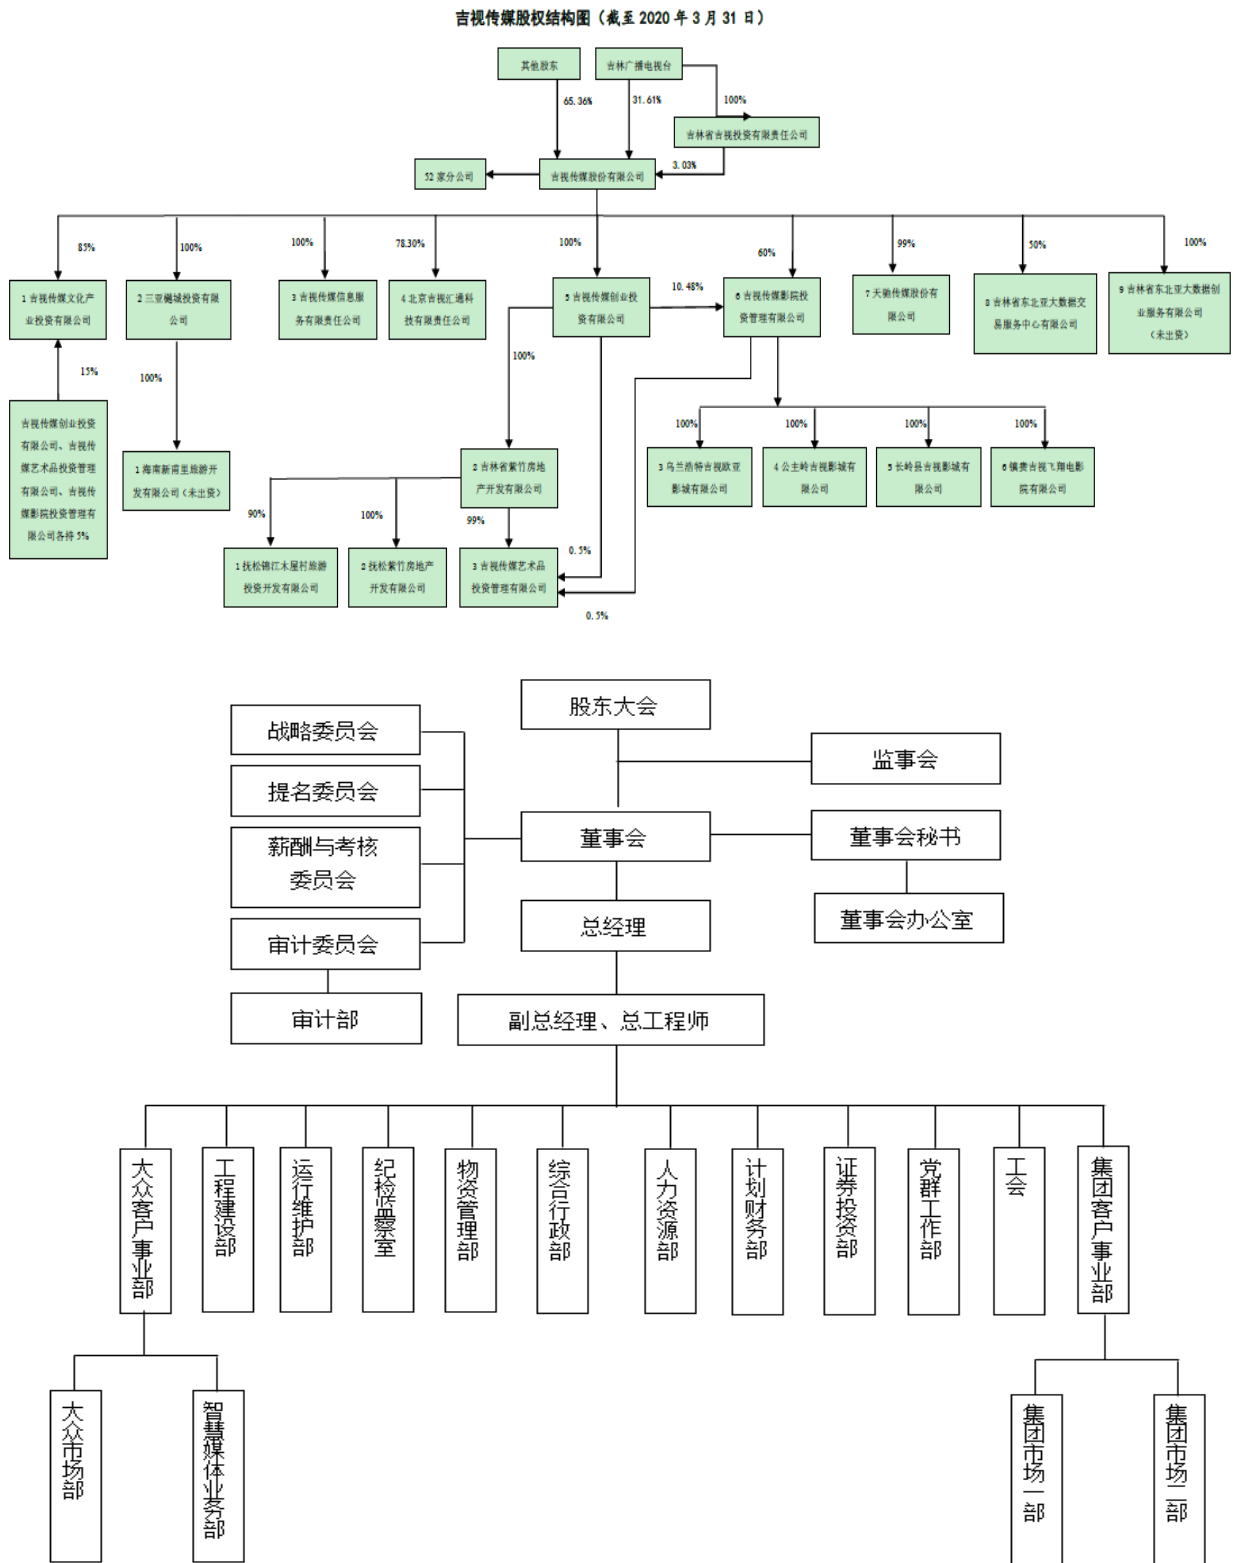 吉视传媒股权结构图（截至 2020 年 3 月 31 日）
其他股东
吉林广播电视台
65.36%
31.61%
100%
吉林省吉视投资有限责任公司
3.03%
52 家分公司
吉视传媒股份有限公司
85%
100%
100%
78.30%
100%
60%
99%
50%
100%
1 吉视传媒文化产
业投资有限公司
2 三亚樾城投资有限
公司
3 吉视传媒信息服
务有限责任公司
4 北京吉视汇通科
技有限责任公司
5 吉视传媒创业投
资有限公司
10.48%
6 吉视传媒影院投
资管理有限公司
7 天驰传媒股份有
限公司
8 吉林省东北亚大数据交
易服务中心有限公司
9 吉林省东北亚大数据创
业服务有限公司
（未出资）
15%
100%
100%
吉视传媒创业投资
有限公司、吉视传
媒艺术品投资管理
有限公司、吉视传
媒影院投资管理有
限公司各持 5%
1 海南新莆里旅游开
发有限公司（未出资）
2 吉林省紫竹房地
产开发有限公司
100%
100%
100%
100%
3 乌兰浩特吉视欧亚
影城有限公司
4 公主岭吉视影城有
限公司
5 长岭县吉视影城有
限公司
6 镇赉吉视飞翔电影
院有限公司
90%
100%
99%
0.5%
1 抚松锦江木屋村旅游
投资开发有限公司
2 抚松紫竹房地产
开发有限公司
3 吉视传媒艺术品
投资管理有限公司
0.5%
股东大会
战略委员会
监事会
提名委员会
董事会
董事会秘书
薪酬与考核
委员会
总经理
董事会办公室
审计委员会
审计部
副总经理、总工程师
大众客户事业部
工程建设部
运行维护部
纪检监察室
物资管理部
综合行政部
人力资源部
计划财务部
证券投资部
党群工作部
工会
集团客户事业部
大众市场部
智慧媒体业务部
集团市场一部
集团市场二部